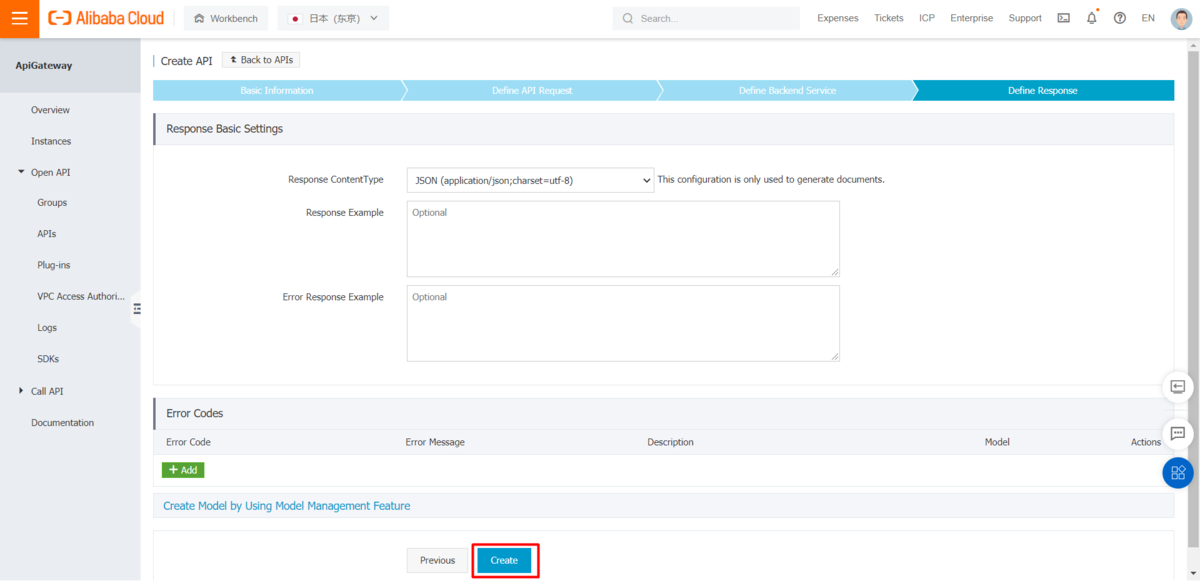 Alibaba Cloud
Workbench
日本（东京）
Search...
Expenses
Tickets
ICP
Enterprise
Support
EN
ApiGateway
Overview
Instances
Open API
Groups
APIs
Plug-ins
VPC Access Authori...
Logs
SDKs
Call API
Documentation
Create API
Back to APIs
Basic Information
Define API Request
Define Backend Service
Define Response
Response Basic Settings
Response ContentType
JSON (application/json;charset=utf-8)
This configuration is only used to generate documents.
Response Example
Optional
Error Response Example
Optional
Error Codes
Error Code
Error Message
Description
Model
Actions
+ Add
Create Model by Using Model Management Feature
Previous
Create